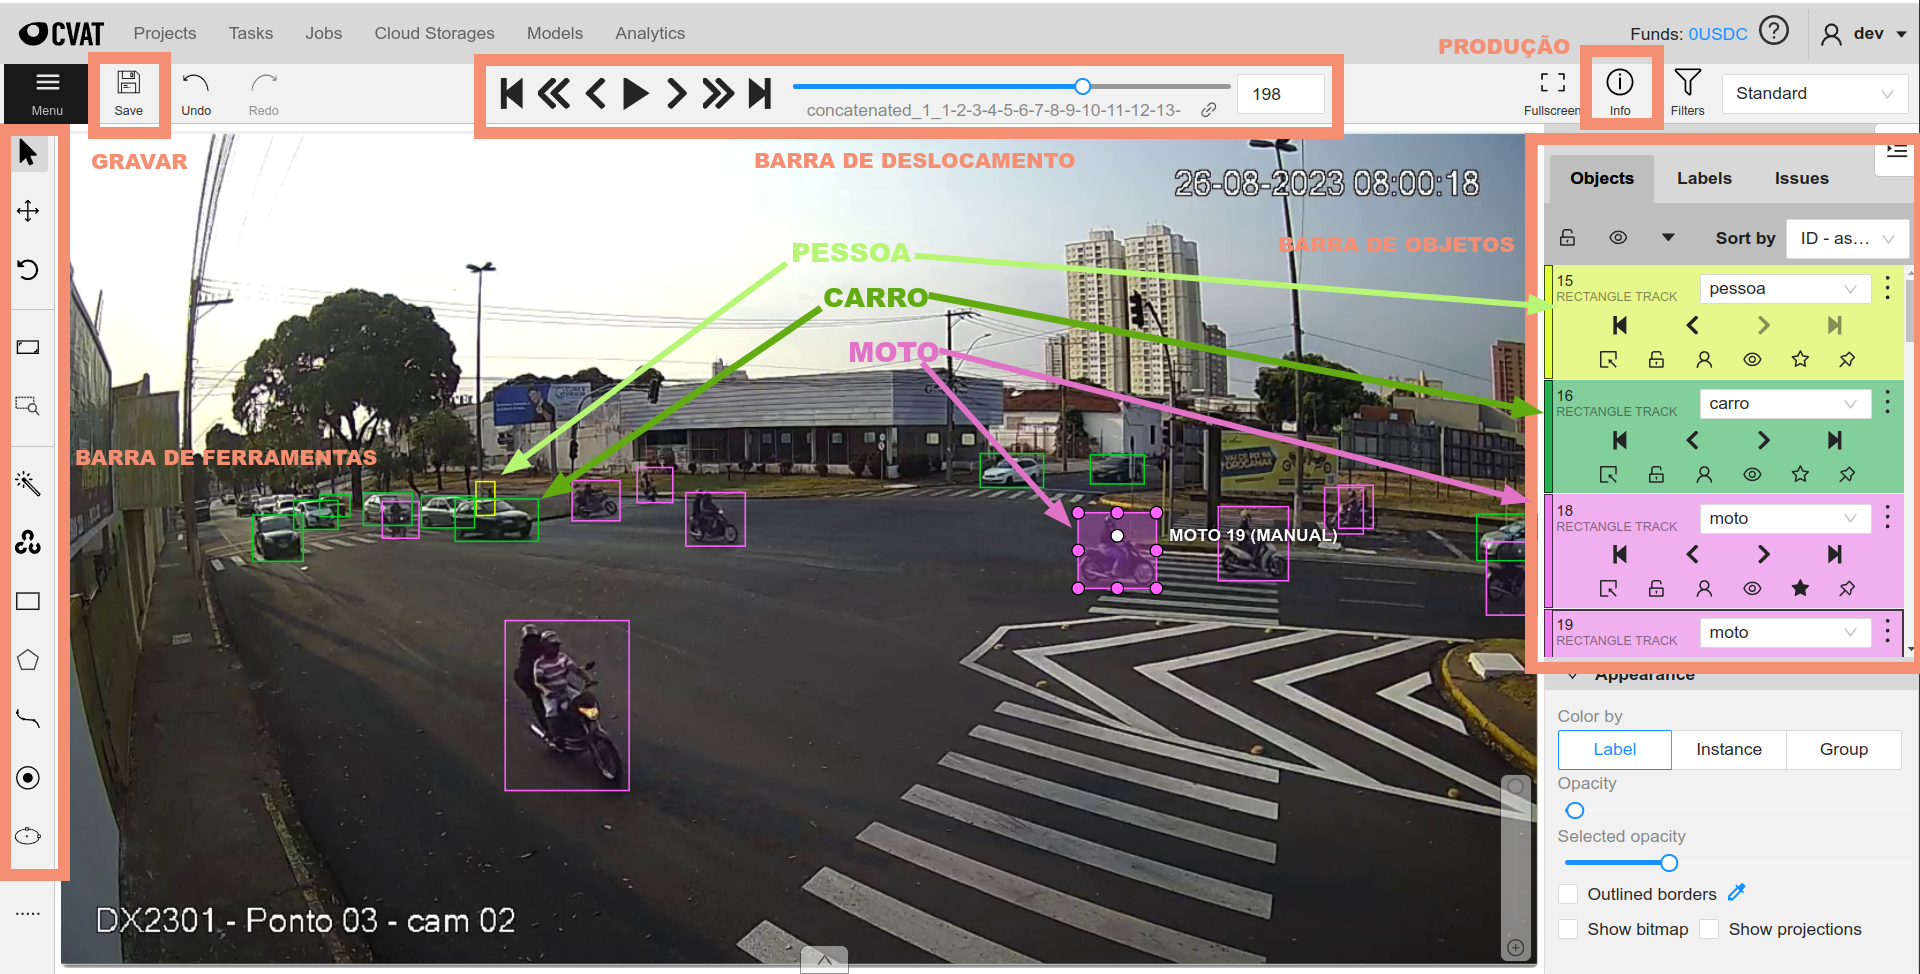 CVAT
Projects
Tasks
Jobs
Cloud Storages
Models
Analytics
Funds: 0USDC
dev
PRODUÇÃO
Menu
Save
Undo
Redo
198
concatenated_1_1-2-3-4-5-6-7-8-9-10-11-12-13-
Fullscreen
Info
Filters
Standard
GRAVAR
BARRA DE DESLOCAMENTO
26-08-2023 08:00:18
Objects
Labels
Issues
BARRA DE OBJETOS
Sort by
ID - as...
PESSOA
CARRO
MOTO
15
RECTANGLE TRACK
pessoa
16
RECTANGLE TRACK
carro
BARRA DE FERRAMENTAS
18
RECTANGLE TRACK
moto
MOTO 19 (MANUAL)
19
RECTANGLE TRACK
moto
Appearance
Color by
Label
Instance
Group
Opacity
Selected opacity
Outlined borders
Show bitmap
Show projections
DX2301 - Ponto 03 - cam 02